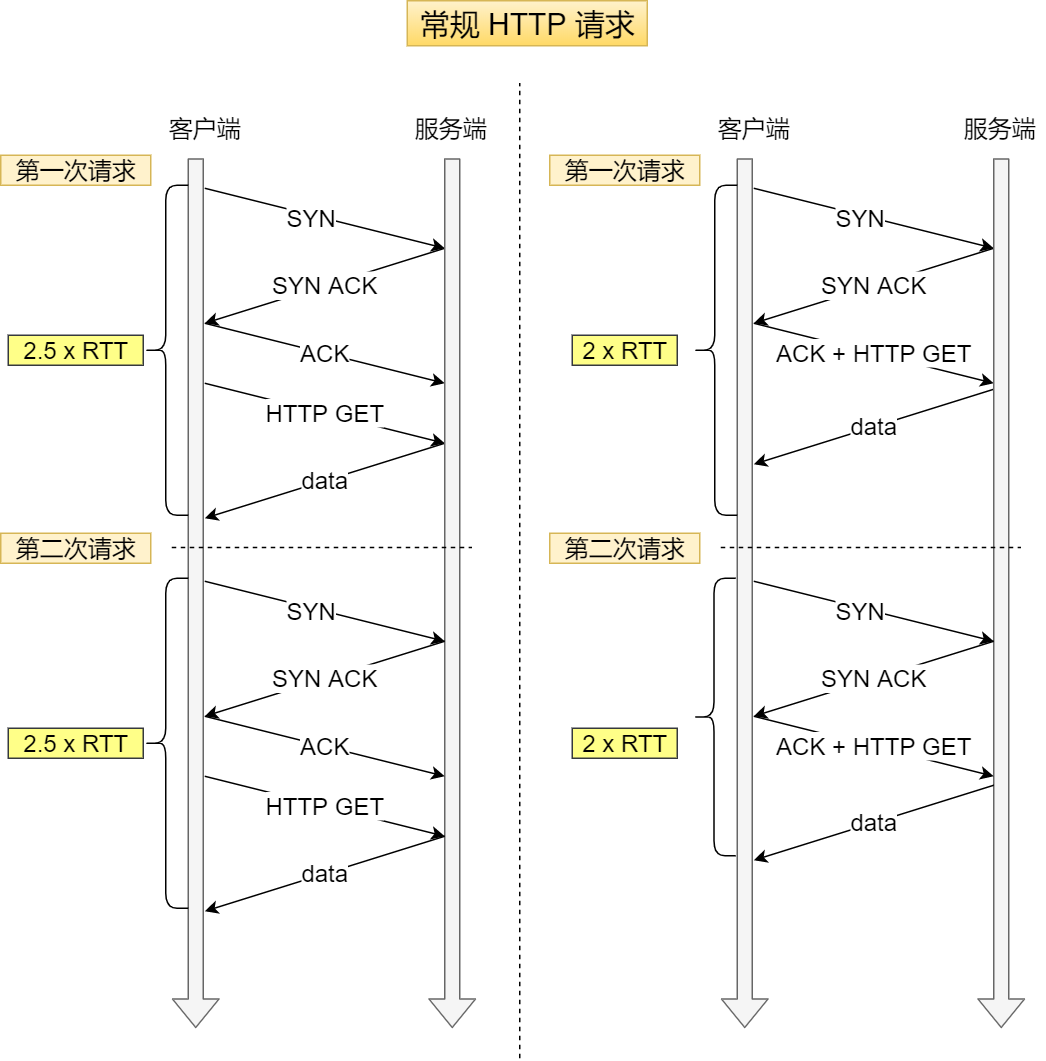 常规 HTTP 请求
客户端
服务端
第一次请求
SYN
SYN ACK
2.5 x RTT
ACK
HTTP GET
data
第二次请求
SYN
SYN ACK
2.5 x RTT
ACK
HTTP GET
data
客户端
服务端
第一次请求
SYN
SYN ACK
2 x RTT
ACK + HTTP GET
data
第二次请求
SYN
SYN ACK
2 x RTT
ACK + HTTP GET
data